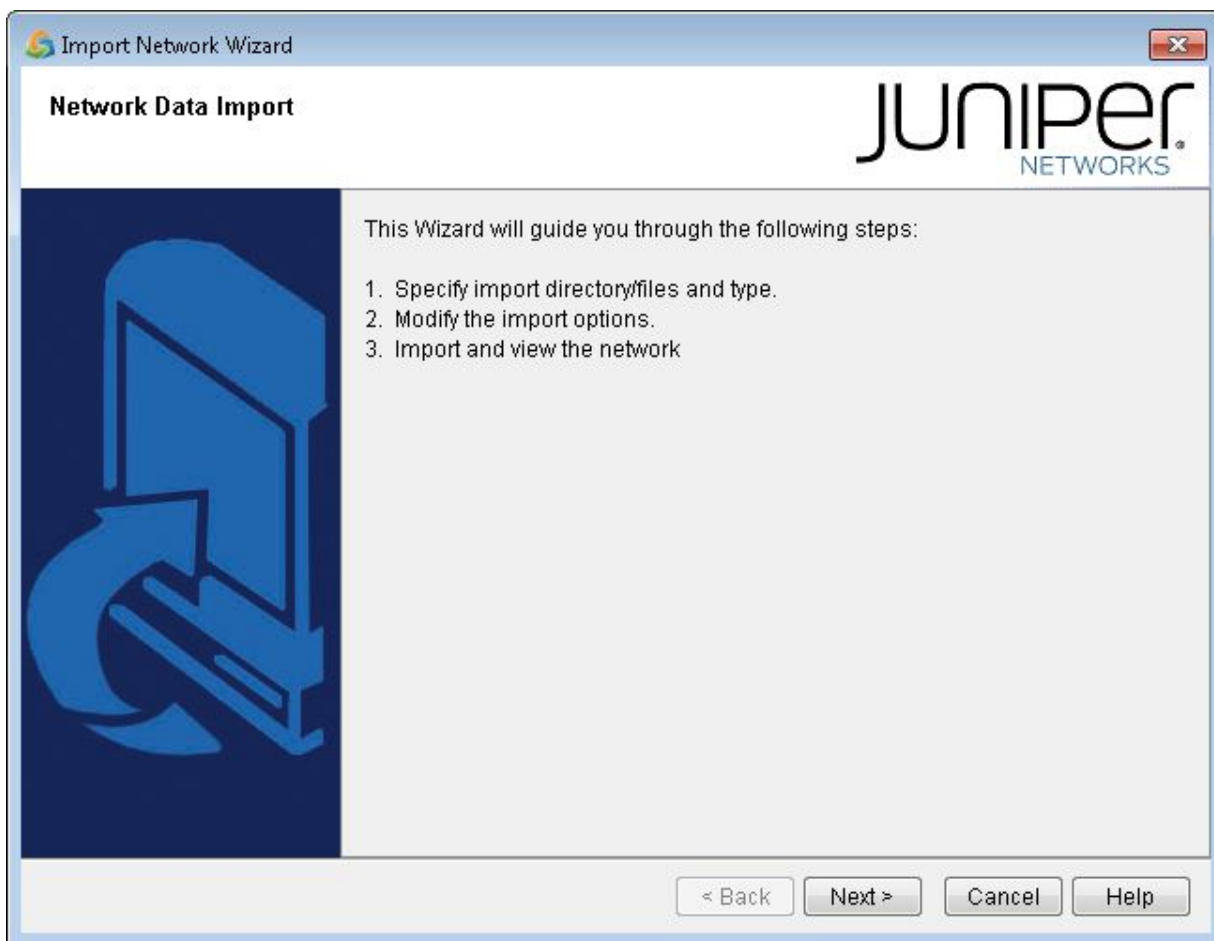 Import Network Wizard
Network Data Import
JUNIPER
NETWORKS
This Wizard will guide you through the following steps:
1. Specify import directory/files and type.
2. Modify the import options.
3. Import and view the network
< Back
Next >
Cancel
Help